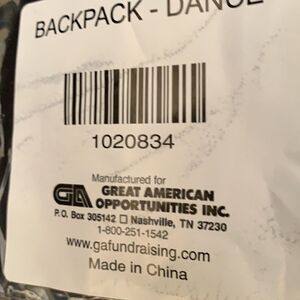 BACKPACK - DANCE
1020834
Manufactured for
GA GREAT AMERICAN
OPPORTUNITIES INC.
P.O. Box 305142 ☐ Nashville, TN 37230
1-800-251-1542
www.gafundraising.com
Made in China